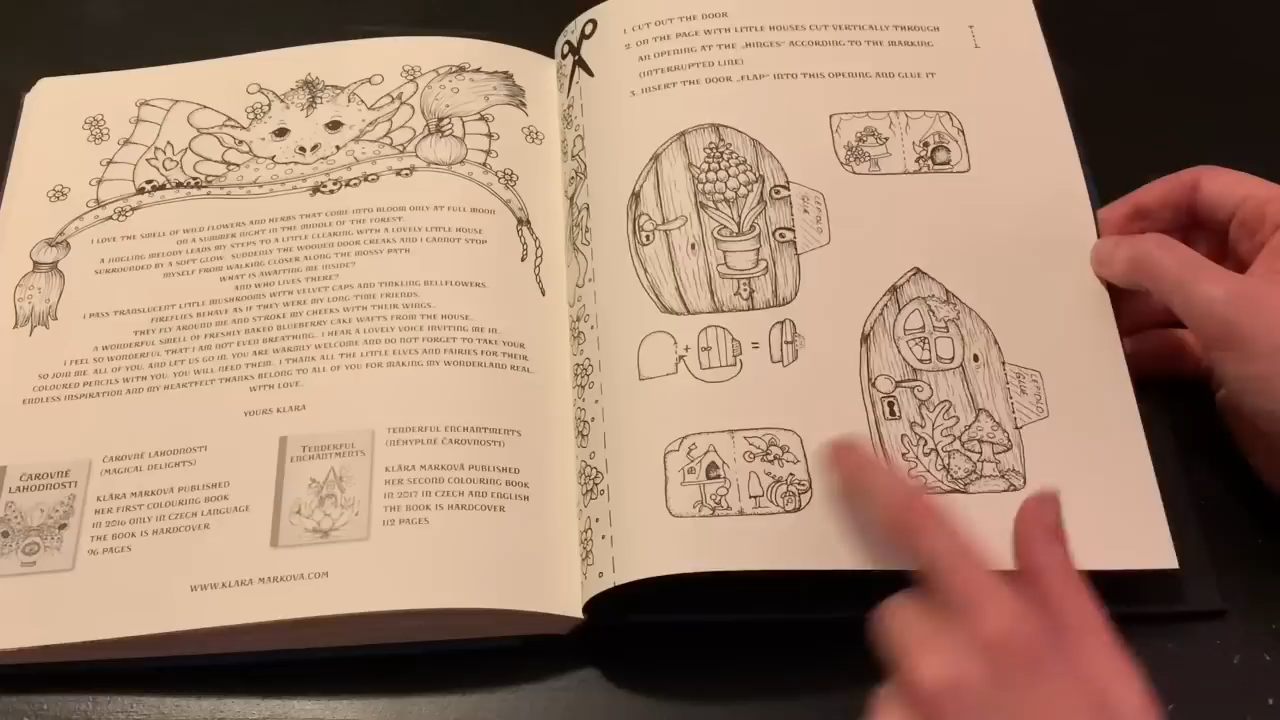 I LOVE THE SMELL OF WILD FLOWERS AND HERBS THAT COME INTO BLOOM ONLY AT FULL MOON
ON A SUMMER NIGHT IN THE MIDDLE OF THE FOREST.
A JINGLING MELODY LEADS MY STEPS TO A LITTLE CLEARING WITH A LOVELY LITTLE HOUSE
SURROUNDED BY A SOFT GLOW. SUDDENLY THE WOODEN DOOR CREAKS AND I CANNOT STOP
MYSELF FROM WALKING CLOSER ALONG THE MOSSY PATH.
WHAT IS AWAITING ME INSIDE?
AND WHO LIVES THERE?
I PASS TRANSLUCENT LITTLE MUSHROOMS WITH VELVET CAPS AND TINKLING BELLFLOWERS.
FIREFLIES BEHAVE AS IF THEY WERE MY LONG TIME FRIENDS.
THEY FLY AROUND ME AND STROKE MY CHEEKS WITH THEIR WINGS...
A WONDERFUL SMELL OF FRESHLY BAKED BLUEBERRY CAKE WAFTS FROM THE HOUSE...
I FEEL SO WONDERFUL THAT I AM NOT EVEN BREATHING... I HEAR A LOVELY VOICE INVITING ME IN...
SO JOIN ME, ALL OF YOU, AND LET US GO IN, YOU ARE WARMLY WELCOME AND DO NOT FORGET TO TAKE YOUR
COLOURED PENCILS WITH YOU, YOU WILL NEED THEM... I THANK ALL THE LITTLE ELVES AND FAIRIES FOR THEIR
ENDLESS INSPIRATION AND MY HEARTFELT THANKS BELONG TO ALL OF YOU FOR MAKING MY WONDERLAND REAL.
WITH LOVE..
YOURS KLARA
ČAROVNÉ
LAHODNOSTI
ČAROVNÉ LAHODNOSTI
(MAGICAL DELIGHTS)
KLÁRA MARKOVÁ PUBLISHED
HER FIRST COLOURING BOOK
IN 2016 ONLY IN CZECH LANGUAGE
THE BOOK IS HARDCOVER
96 PAGES
TENDERFUL
ENCHANTMENTS
TENDERFUL ENCHANTMENTS
(NĚHYPLNÉ ČAROVNOSTI)
KLÁRA MARKOVÁ PUBLISHED
HER SECOND COLOURING BOOK
IN 2017 IN CZECH AND ENGLISH
THE BOOK IS HARDCOVER
112 PAGES
WWW.KLARA-MARKOVA.COM
1. CUT OUT THE DOOR
2. ON THE PAGE WITH LITTLE HOUSES CUT VERTICALLY THROUGH
AN OPENING AT THE „HINGES" ACCORDING TO THE MARKING
(INTERRUPTED LINE)
3. INSERT THE DOOR „FLAP" INTO THIS OPENING AND GLUE IT
LEPIDLO
GLUE
LEPIDLO
GLUE